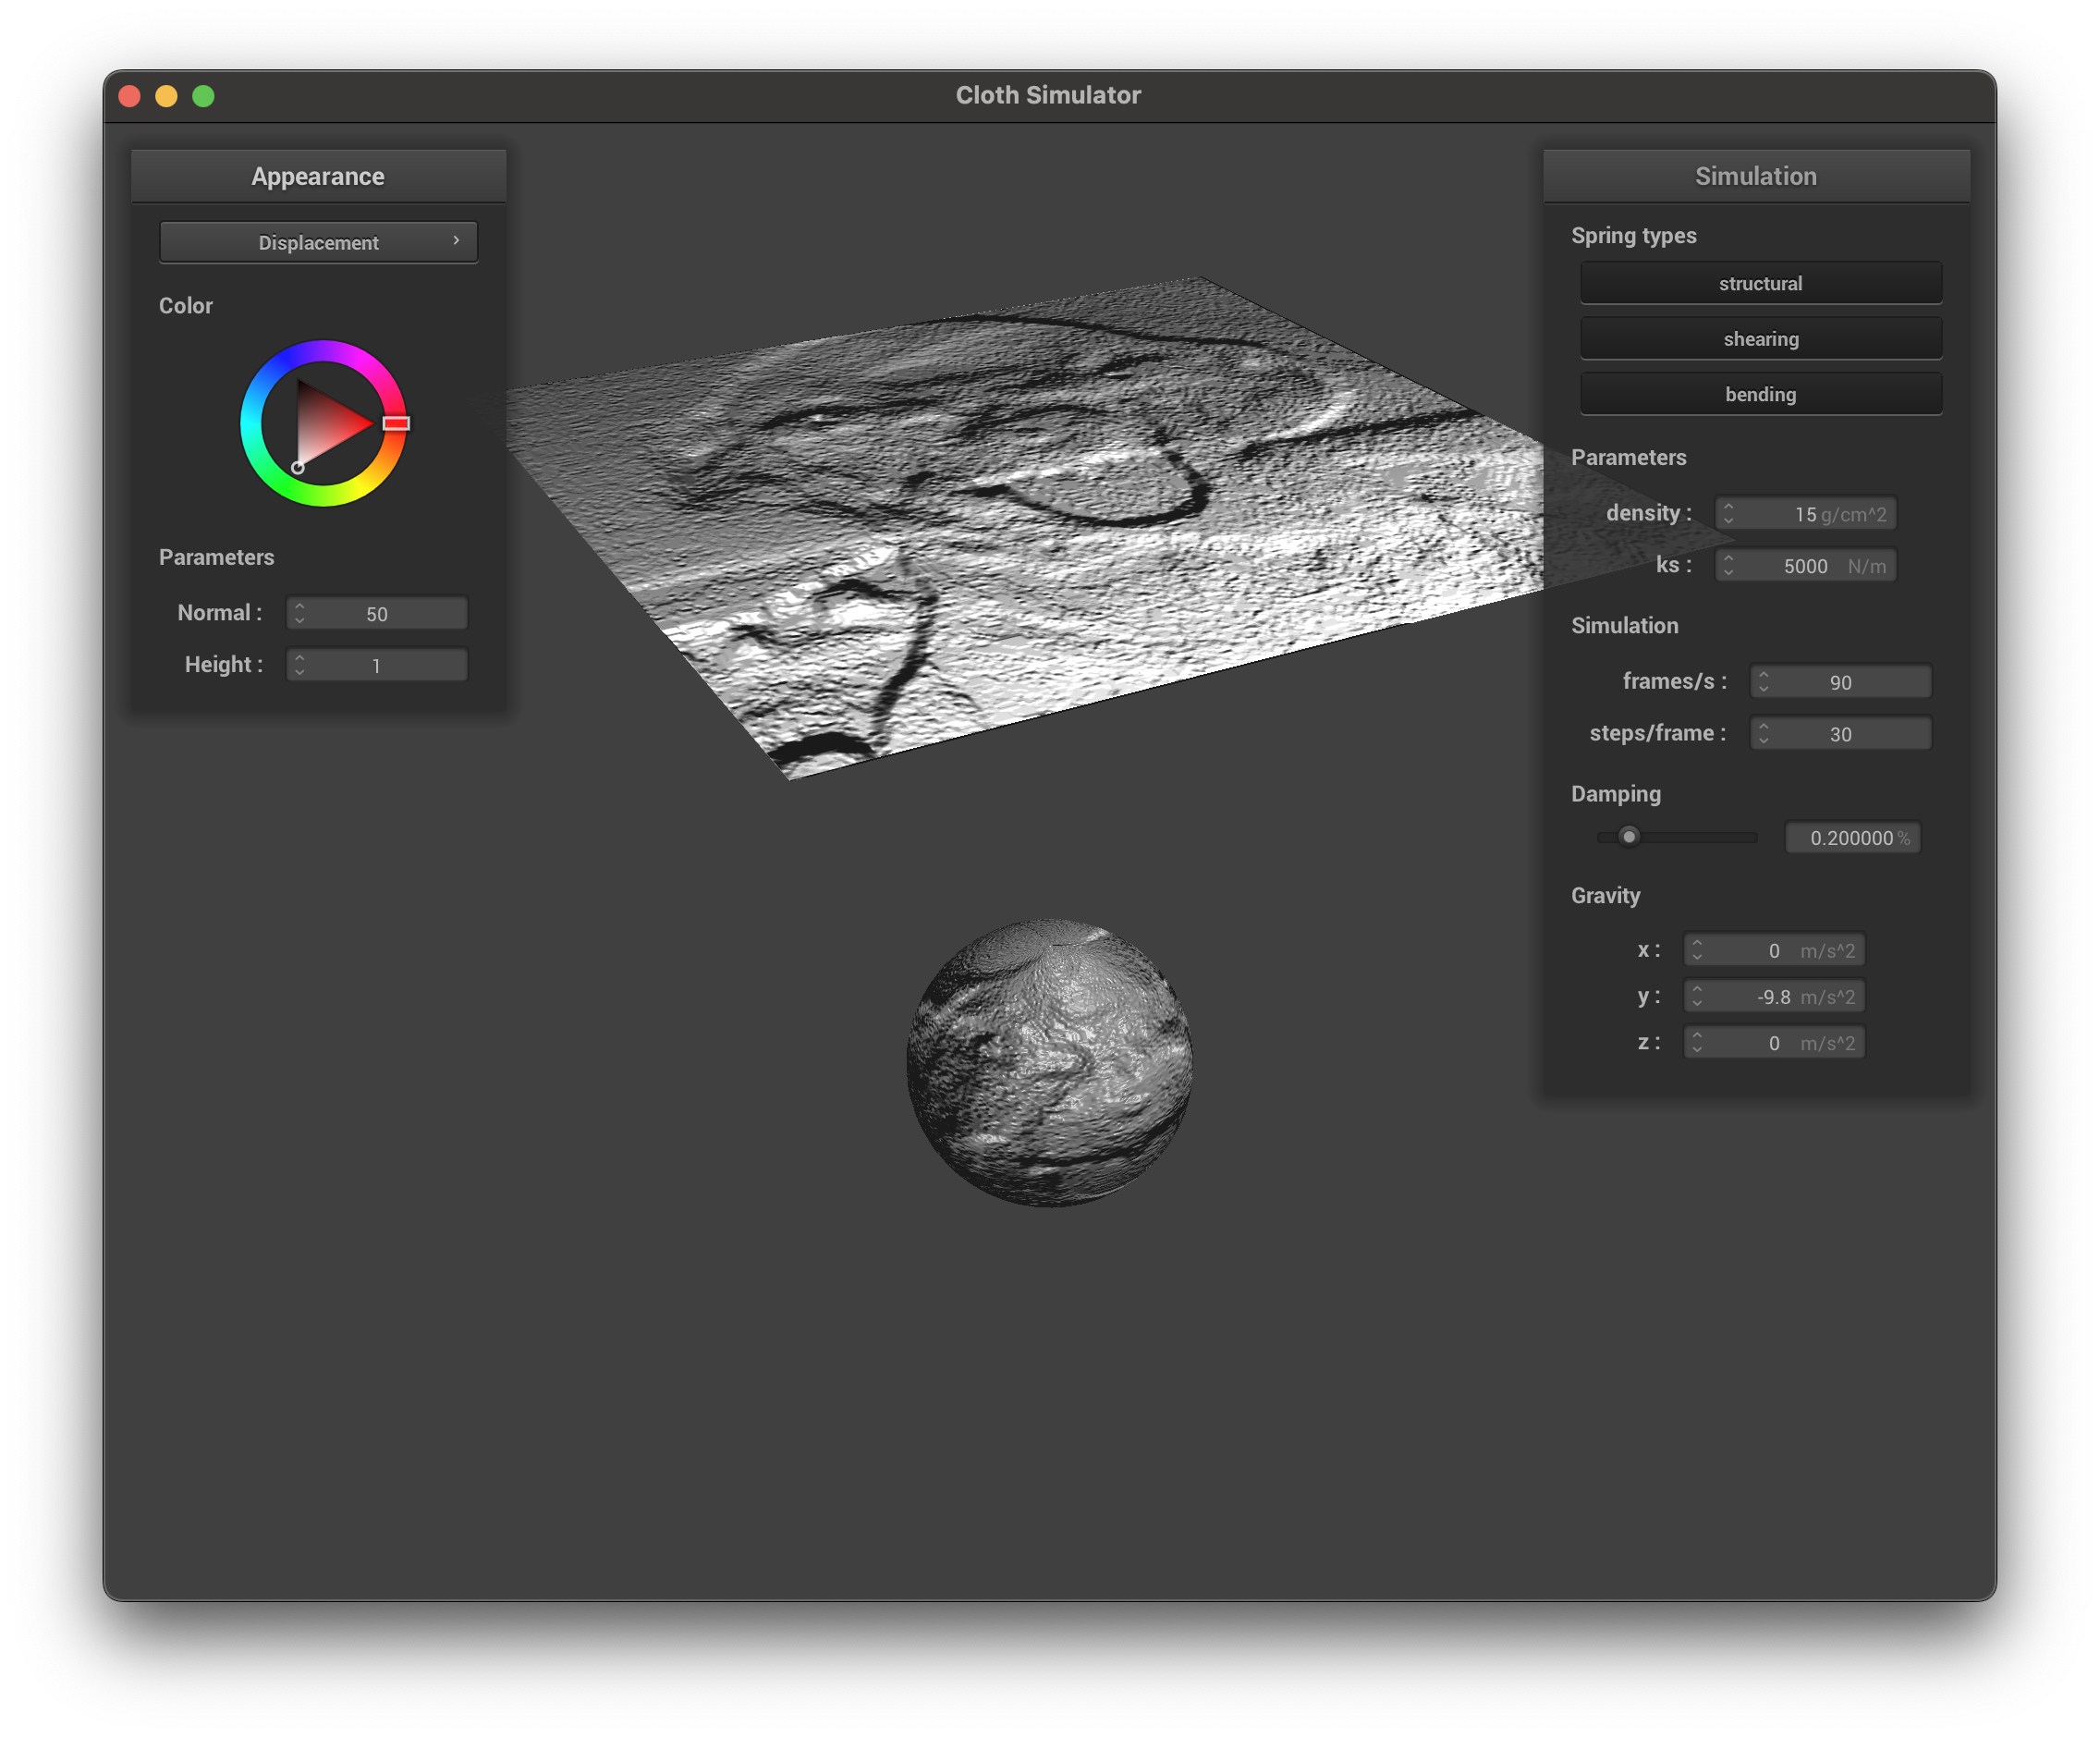 Cloth Simulator
Appearance
Displacement
Color
Parameters
Normal : 50
Height : 1
Simulation
Spring types
structural
shearing
bending
Parameters
density : 15 g/cm^2
ks : 5000 N/m
Simulation
frames/s : 90
steps/frame : 30
Damping
0.200000 %
Gravity
x : 0 m/s^2
y : -9.8 m/s^2
z : 0 m/s^2